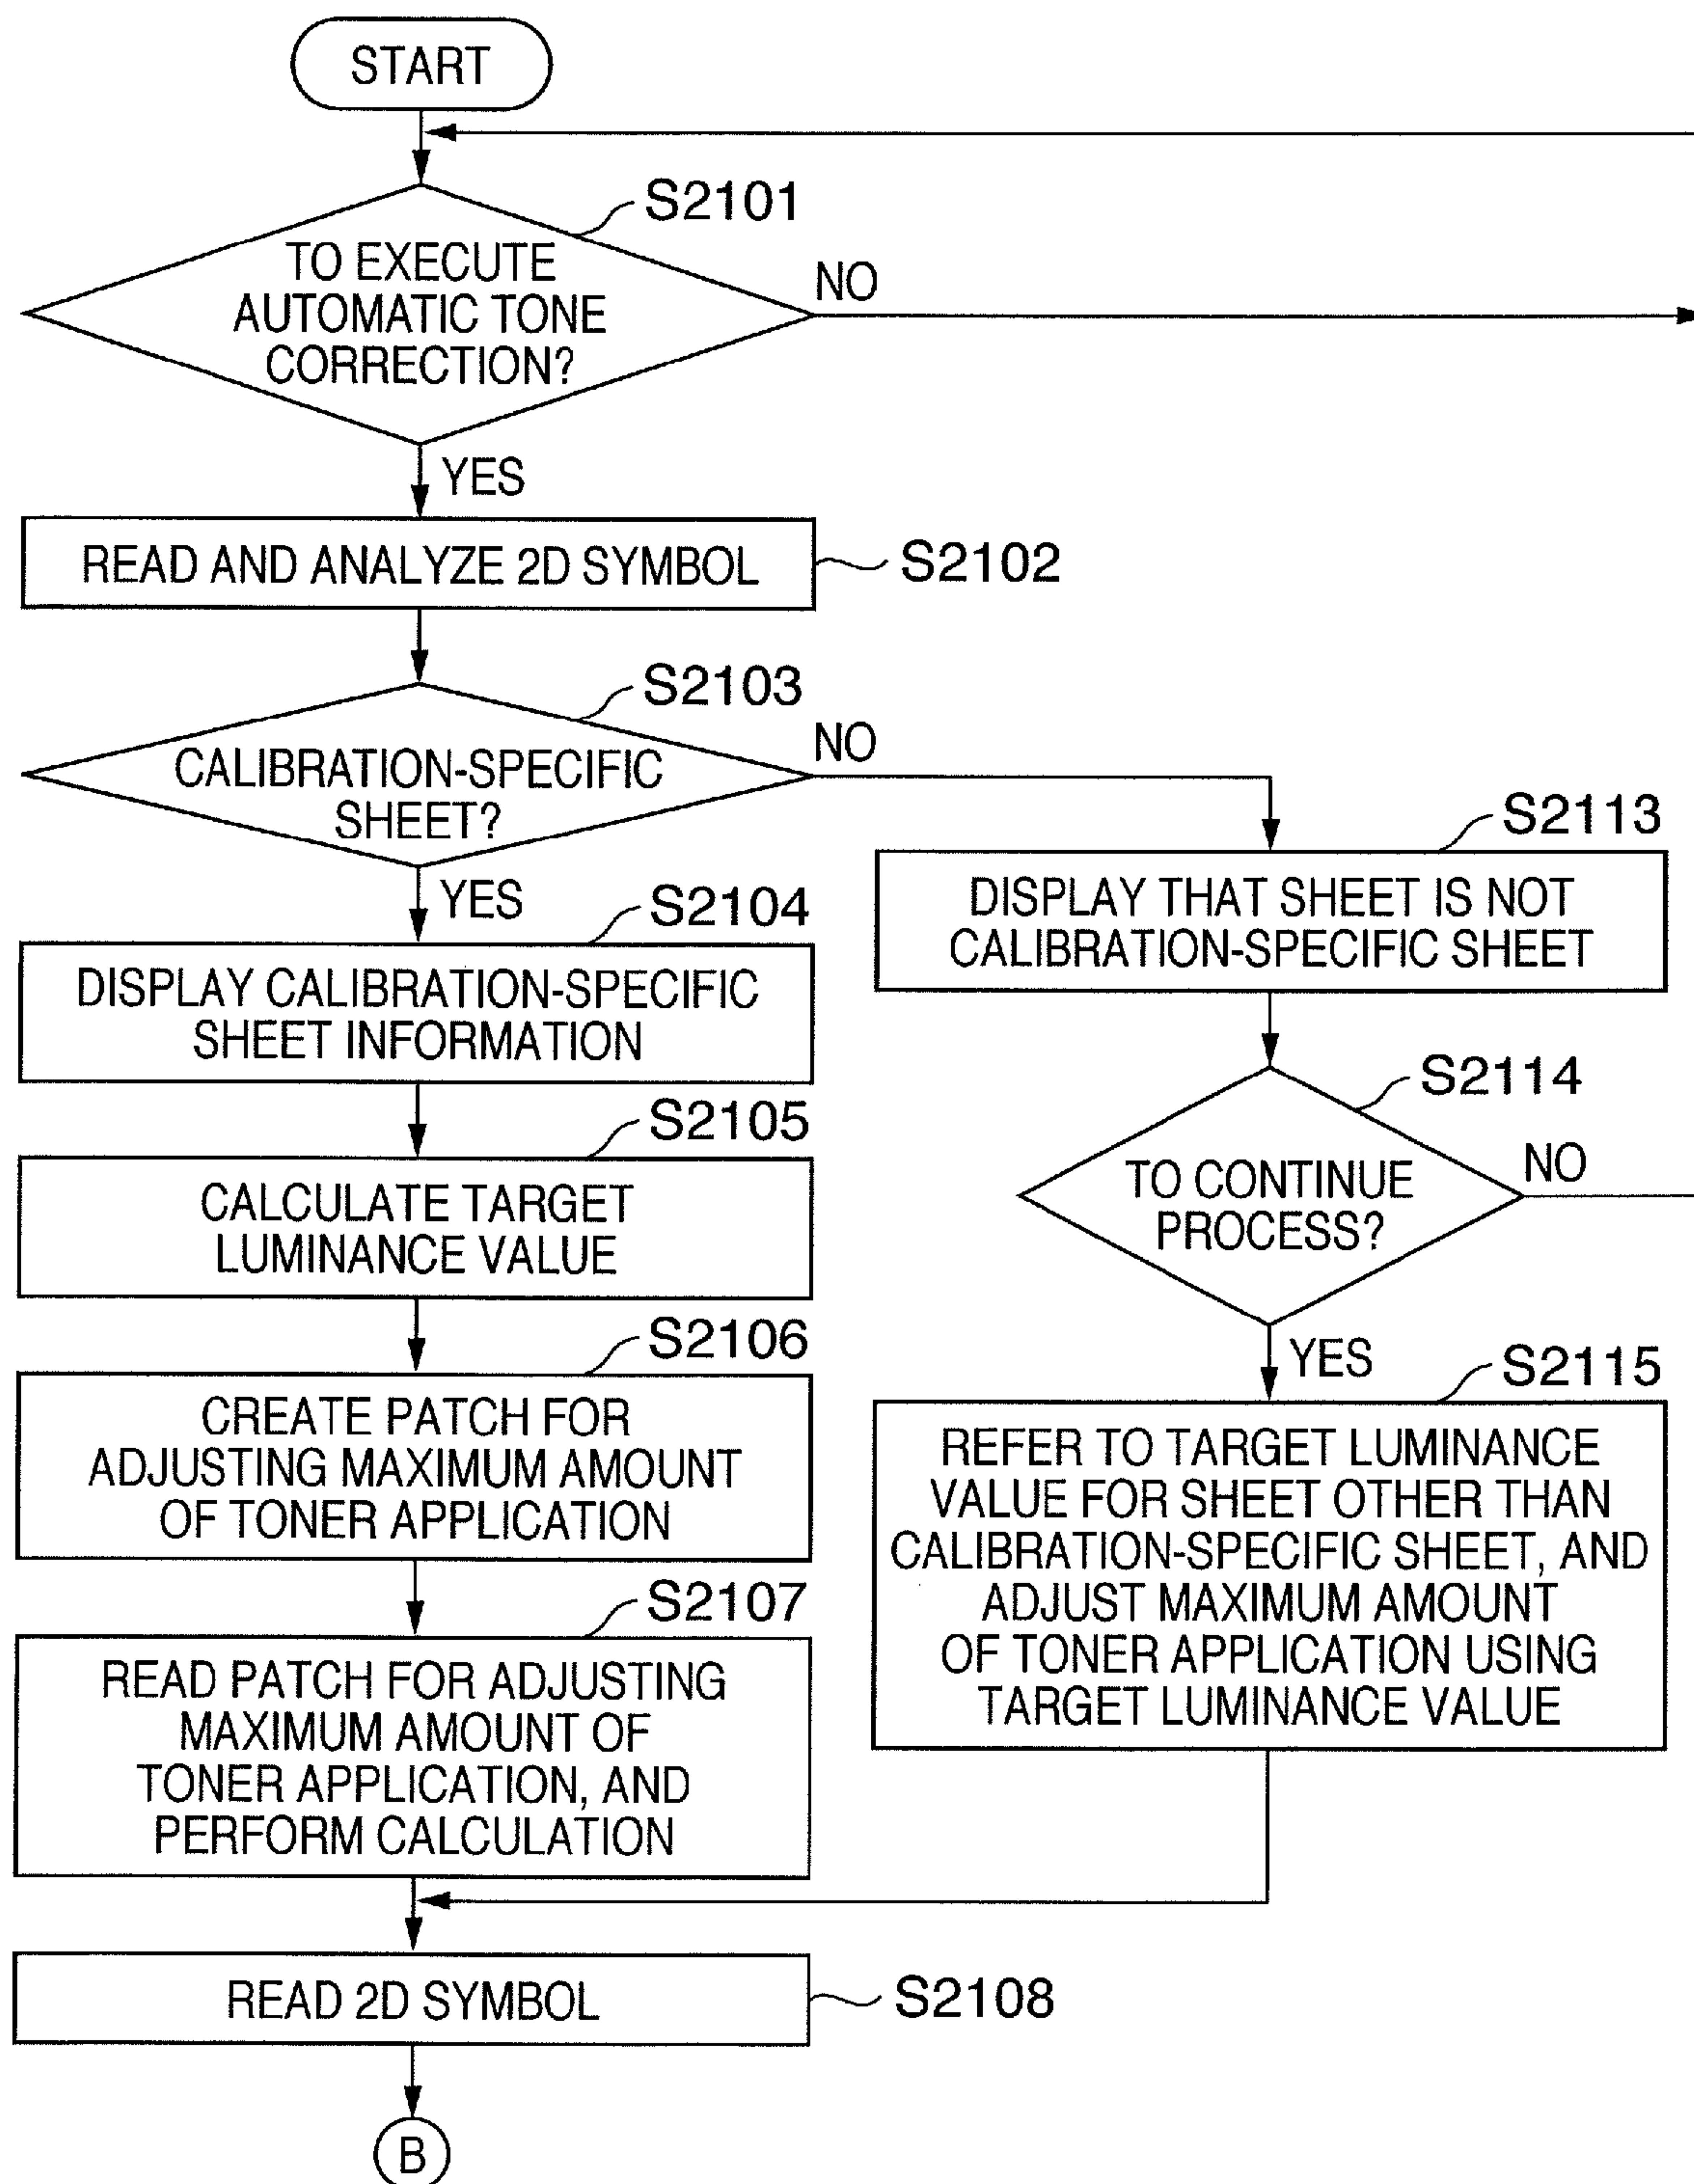 START
S2101
TO EXECUTE
AUTOMATIC TONE
CORRECTION?
NO
YES
READ AND ANALYZE 2D SYMBOL
S2102
S2103
CALIBRATION-SPECIFIC
SHEET?
NO
YES
S2104
DISPLAY CALIBRATION-SPECIFIC
SHEET INFORMATION
S2105
CALCULATE TARGET
LUMINANCE VALUE
S2106
CREATE PATCH FOR
ADJUSTING MAXIMUM AMOUNT
OF TONER APPLICATION
S2107
READ PATCH FOR ADJUSTING
MAXIMUM AMOUNT OF
TONER APPLICATION, AND
PERFORM CALCULATION
S2113
DISPLAY THAT SHEET IS NOT
CALIBRATION-SPECIFIC SHEET
S2114
TO CONTINUE
PROCESS?
NO
YES
S2115
REFER TO TARGET LUMINANCE
VALUE FOR SHEET OTHER THAN
CALIBRATION-SPECIFIC SHEET, AND
ADJUST MAXIMUM AMOUNT
OF TONER APPLICATION USING
TARGET LUMINANCE VALUE
READ 2D SYMBOL
S2108
B